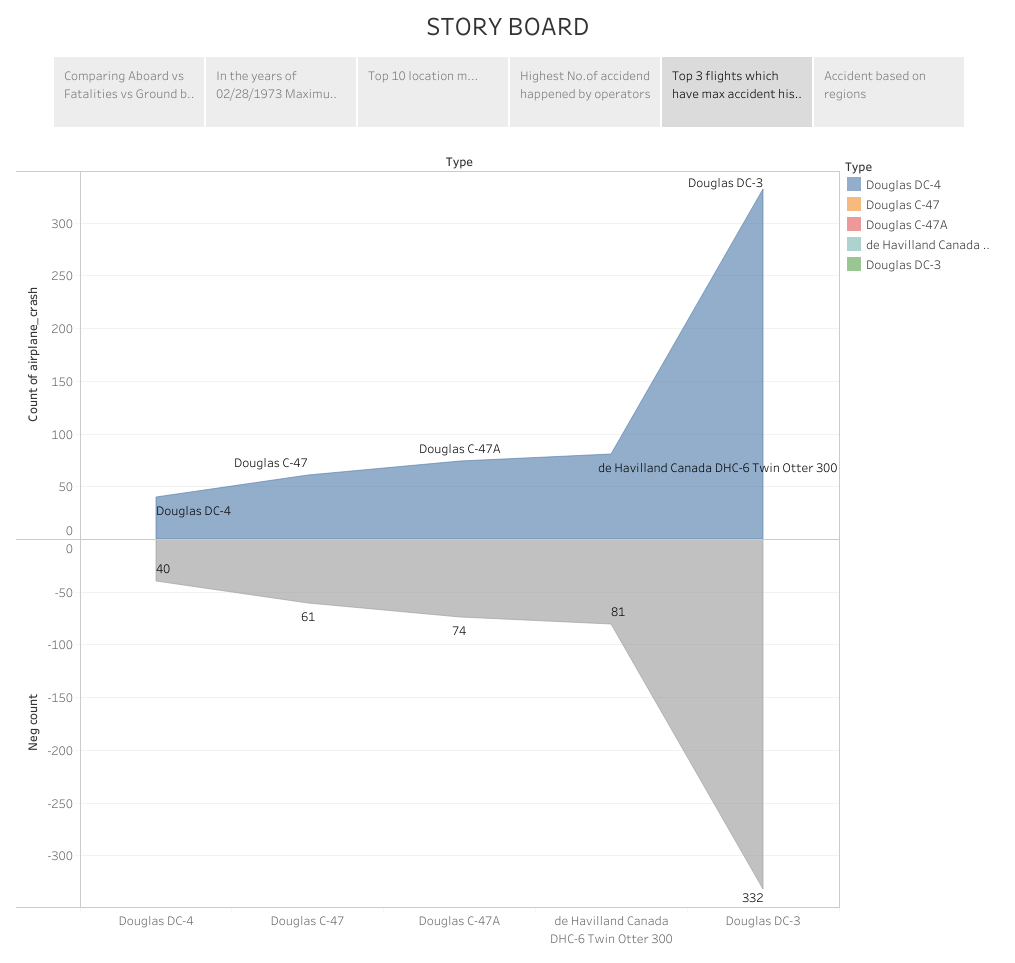 STORY BOARD
Comparing Aboard vs
Fatalities vs Ground b..
In the years of
02/28/1973 Maximu..
Top 10 location m...
Highest No.of accidend
happened by operators
Top 3 flights which
have max accident his..
Accident based on
regions
Type
Type
Douglas DC-4
Douglas C-47
Douglas C-47A
de Havilland Canada ..
Douglas DC-3
Count of airplane_crash
300
250
200
150
100
50
0
Douglas DC-3
Douglas C-47A
Douglas C-47
de Havilland Canada DHC-6 Twin Otter 300
Douglas DC-4
Neg count
0
-50
-100
-150
-200
-250
-300
40
61
74
81
332
Douglas DC-4
Douglas C-47
Douglas C-47A
de Havilland Canada
DHC-6 Twin Otter 300
Douglas DC-3